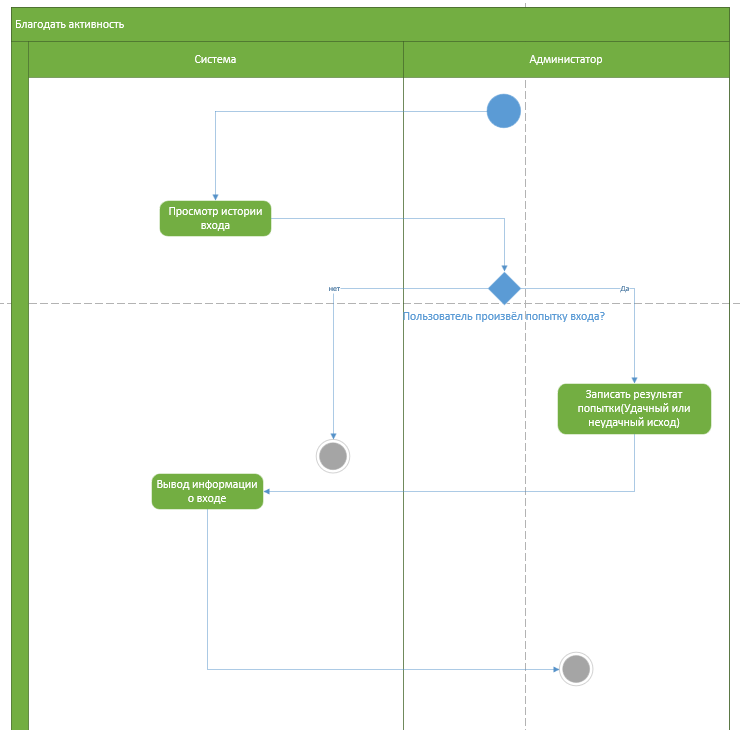 Благодать активность
Система
Администатор
Просмотр истории
входа
нет
Да
Пользователь произвёл попытку входа?
Записать результат
попытки(Удачный или
неудачный исход)
Вывод информации
о входе